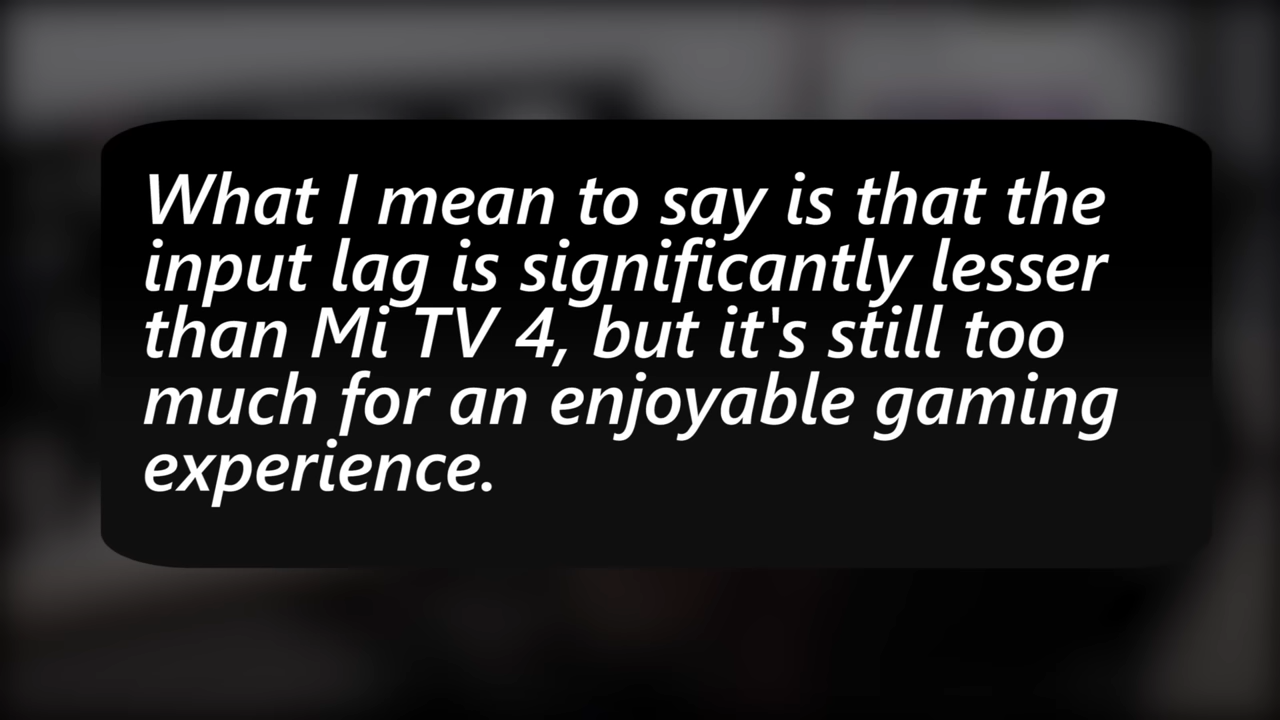 What I mean to say is that the
input lag is significantly lesser
than Mi TV 4, but it's still too
much for an enjoyable gaming
experience.